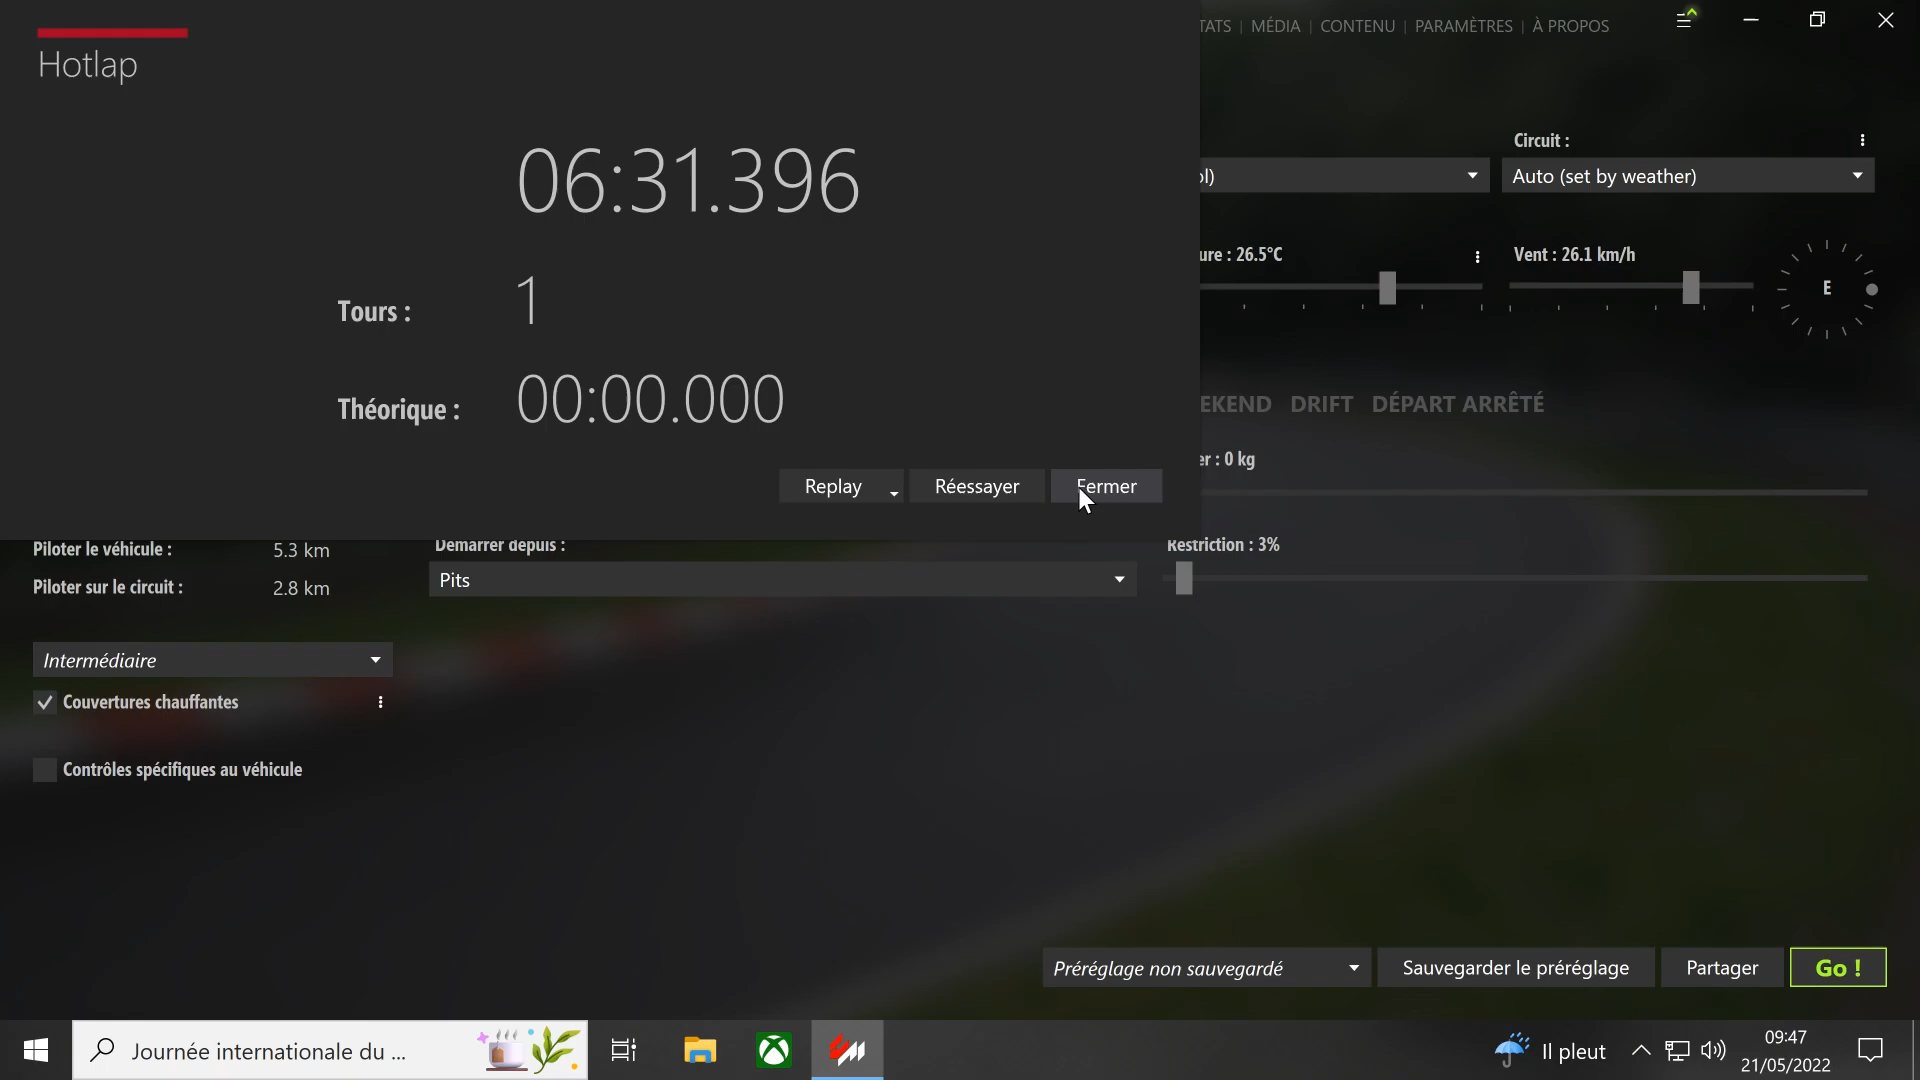 TATS MÉDIA CONTENU PARAMÈTRES À PROPOS
Hotlap
06:31.396
Tours : 1
Théorique : 00:00.000
Replay Réessayer Fermer
Circuit :
ol) Auto (set by weather)
ure : 26.5°C Vent : 26.1 km/h E
EKEND DRIFT DÉPART ARRÊTÉ
er : 0 kg
Piloter le véhicule : 5.3 km
Piloter sur le circuit : 2.8 km
Démarrer depuis :
Pits
Restriction : 3%
Intermédiaire
Couvertures chauffantes
Contrôles spécifiques au véhicule
Préréglage non sauvegardé Sauvegarder le préréglage Partager Go !
Journée internationale du ...
Il pleut
09:47
21/05/2022